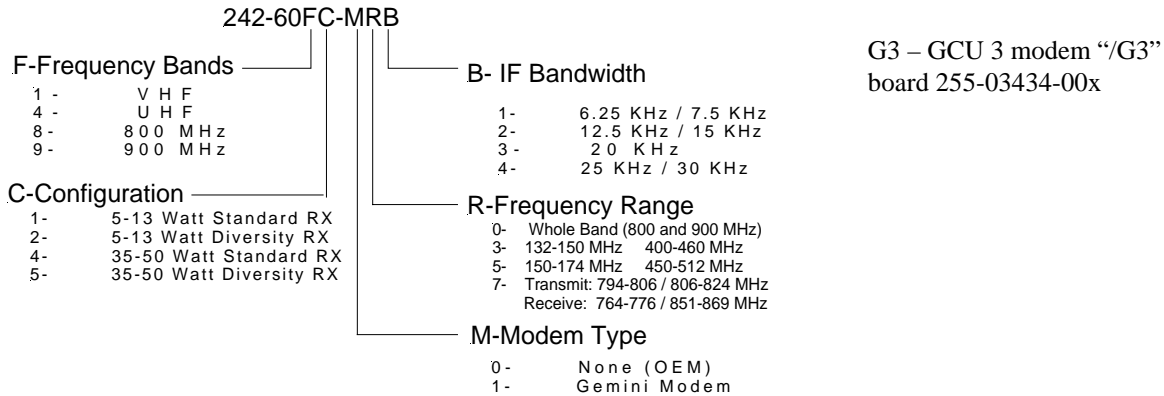 242-60FC-MRB
F-Frequency Bands
1 - VHF
4 - UHF
8- 800 MHz
9- 900 MHz
C-Configuration
1- 5-13 Watt Standard RX
2- 5-13 Watt Diversity RX
4- 35-50 Watt Standard RX
5- 35-50 Watt Diversity RX
B- IF Bandwidth
1- 6.25 KHz / 7.5 KHz
2- 12.5 KHz / 15 KHz
3 - 20 KHz
4- 25 KHz / 30 KHz
R-Frequency Range
0- Whole Band (800 and 900 MHz)
3- 132-150 MHz 400-460 MHz
5- 150-174 MHz 450-512 MHz
7- Transmit: 794-806 / 806-824 MHz
Receive: 764-776 / 851-869 MHz
M-Modem Type
0- None (OEM)
1- Gemini Modem
G3 – GCU 3 modem “/G3”
board 255-03434-00x